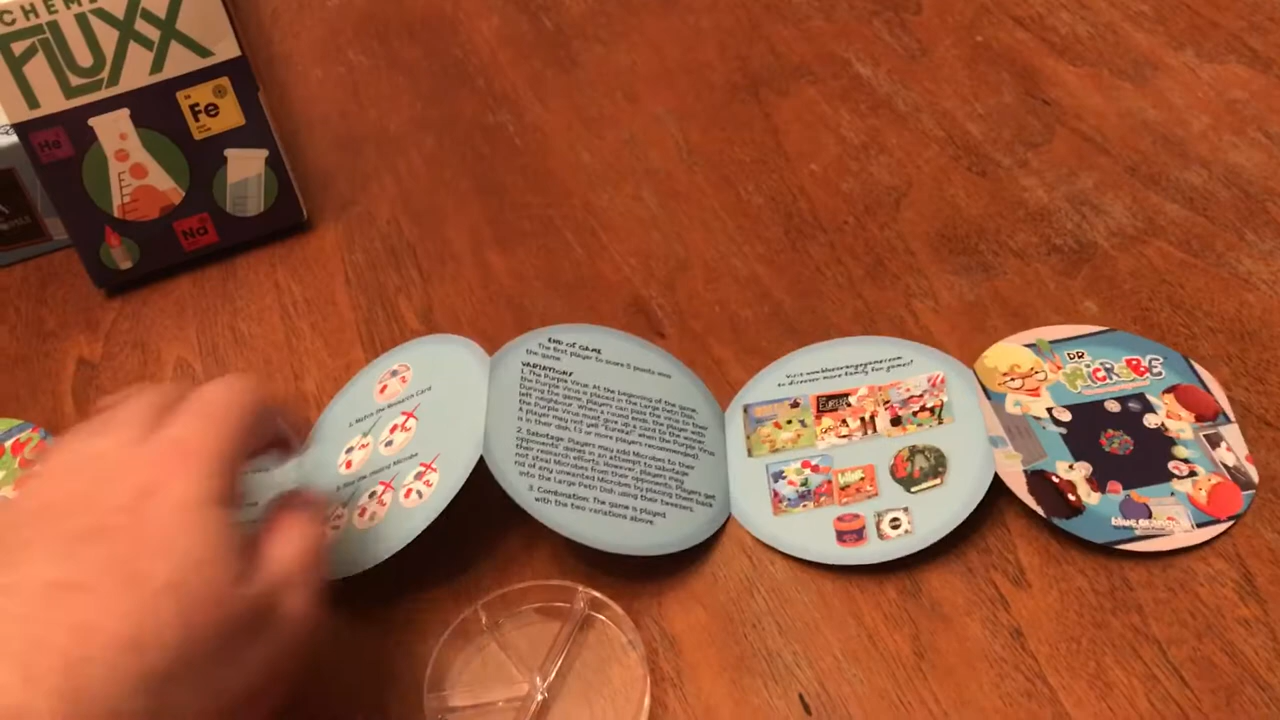 CHEM
FLUXX
Fe
He
Na
1. Match the Research Card
END OF GAME
The first player to score 5 points wins
the game.
VARIATIONS
1. The Purple Virus: At the beginning of the game,
the Purple Virus is placed in the Large Petri Dish.
During the game, players can pass the virus to their
left neighbour. When a round ends, the player with
the Purple Virus must give up a card to the winner.
A player may not yell "Eureka!" when the Purple Virus
is in their dish. (3 or more players recommended).
2. Sabotage: Players may add Microbes to their
opponents' dishes in an attempt to sabotage
their research efforts. However, players may
not steal Microbes from their opponents. Players get
rid of any unwanted Microbes by placing them back
into the Large Petri Dish using their tweezers.
3. Combination: The game is played
with the two variations above.
Visit www.blueorangegames.com
to discover more family fun games!
DR EUREKA
DR
MICROBE
blue orange